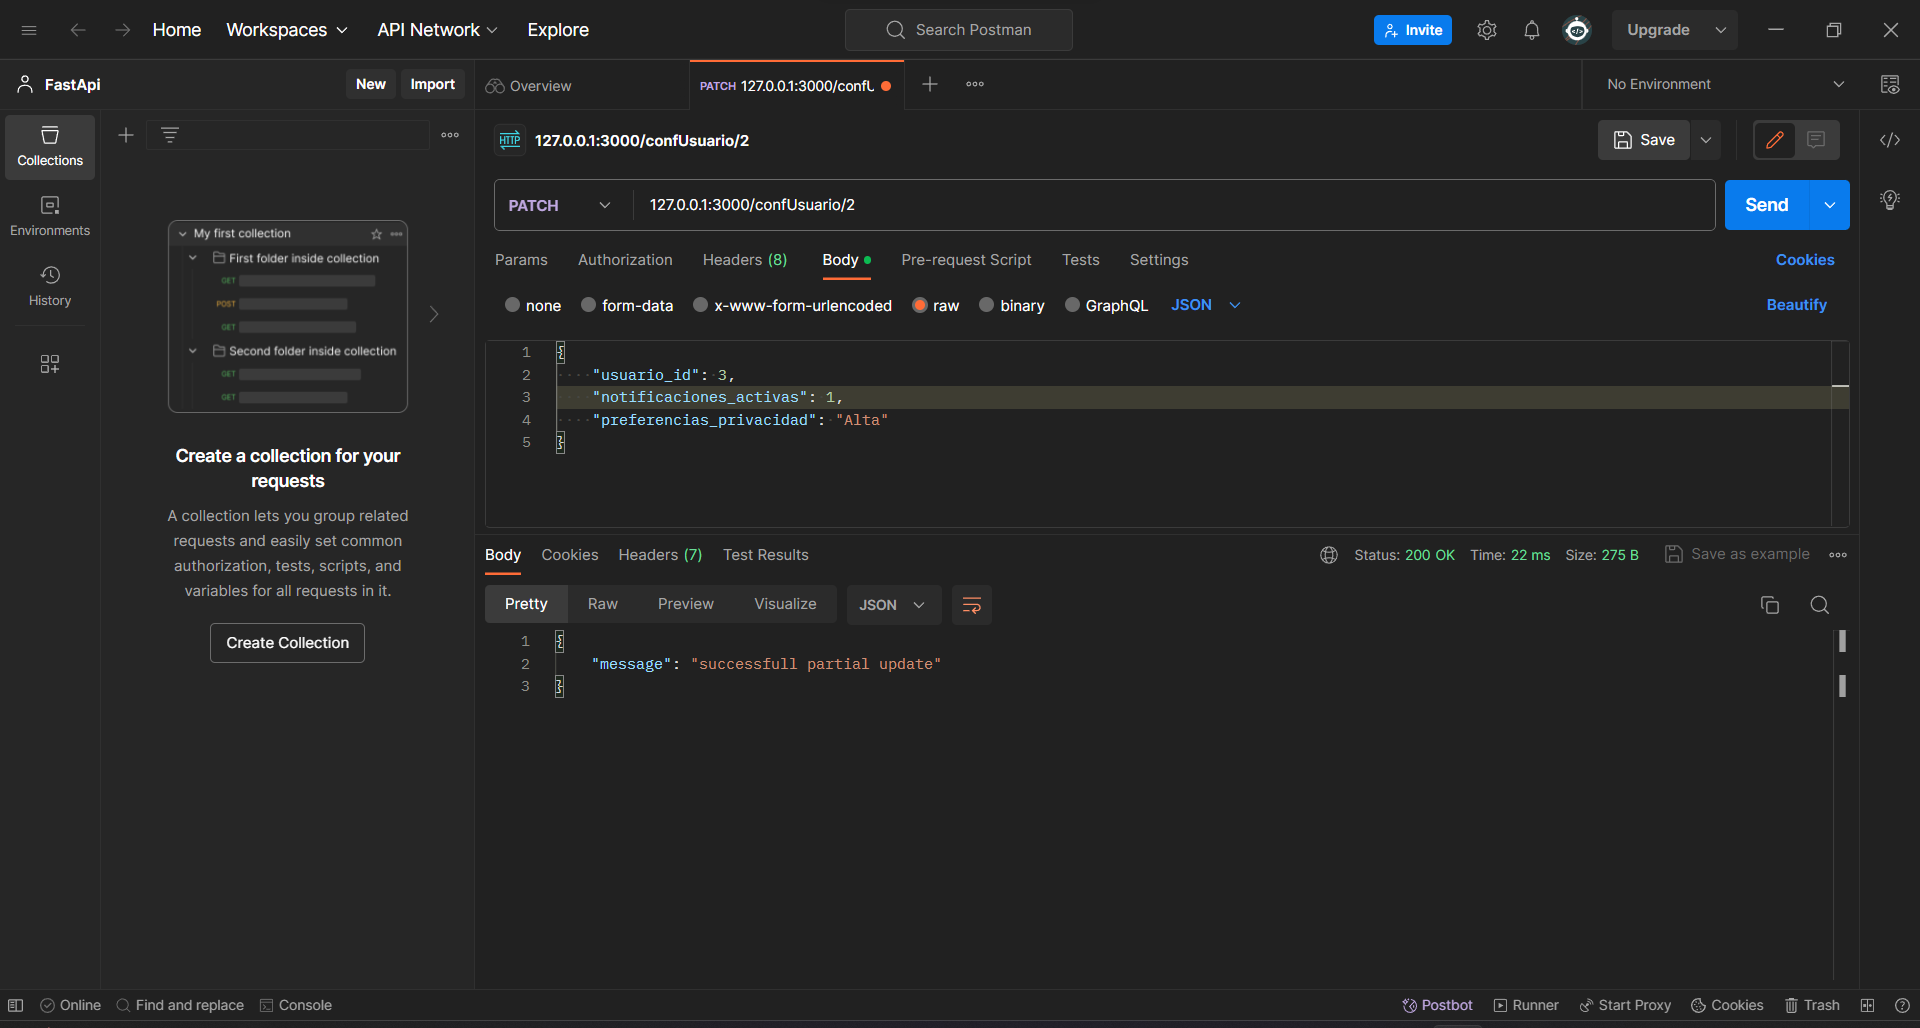 Home Workspaces API Network Explore Search Postman Invite Upgrade
FastApi New Import Overview PATCH 127.0.0.1:3000/confU No Environment
Collections
Environments
History
My first collection
First folder inside collection
GET
POST
GET
Second folder inside collection
GET
GET
Create a collection for your
requests
A collection lets you group related
requests and easily set common
authorization, tests, scripts, and
variables for all requests in it.
Create Collection
HTTP 127.0.0.1:3000/confUsuario/2 Save
PATCH 127.0.0.1:3000/confUsuario/2 Send
Params Authorization Headers (8) Body Pre-request Script Tests Settings Cookies
none form-data x-www-form-urlencoded raw binary GraphQL JSON Beautify
1 {
2 "usuario_id": 3,
3 "notificaciones_activas": 1,
4 "preferencias_privacidad": "Alta"
5 }
Body Cookies Headers (7) Test Results Status: 200 OK Time: 22 ms Size: 275 B Save as example
Pretty Raw Preview Visualize JSON
1 {
2 "message": "successfull partial update"
3 }
Online Find and replace Console Postbot Runner Start Proxy Cookies Trash